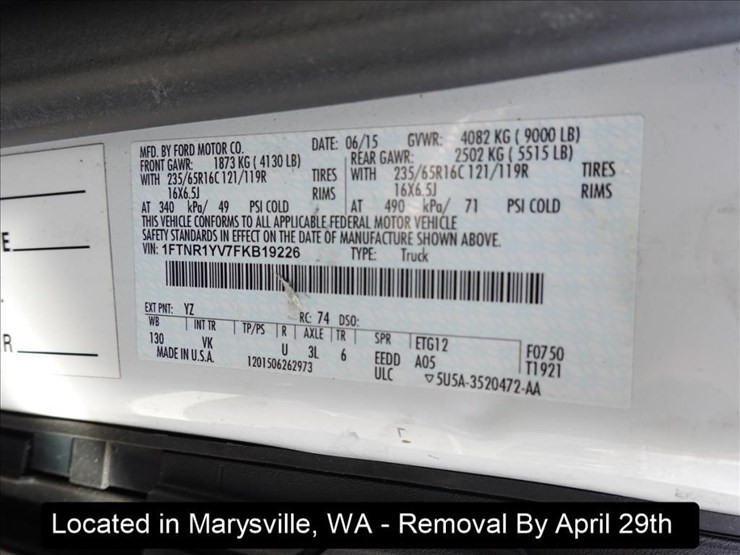 MFD. BY FORD MOTOR CO. DATE: 06/15 GVWR: 4082 KG ( 9000 LB)
FRONT GAWR: 1873 KG ( 4130 LB) REAR GAWR: 2502 KG ( 5515 LB)
WITH 235/65R16C 121/119R TIRES WITH 235/65R16C 121/119R TIRES
16X6.5J RIMS 16X6.5J RIMS
AT 340 kPa/ 49 PSI COLD AT 490 kPa/ 71 PSI COLD
THIS VEHICLE CONFORMS TO ALL APPLICABLE FEDERAL MOTOR VEHICLE
SAFETY STANDARDS IN EFFECT ON THE DATE OF MANUFACTURE SHOWN ABOVE.
VIN: 1FTNR1YV7FKB19226 TYPE: Truck
E
R
EXT PNT: YZ RC: 74 DSO:
WB INT TR TP/PS R AXLE TR SPR ETG12 F0750
130 VK U 3L 6 EEDD A05 T1921
MADE IN U.S.A. 1201506262973 ULC ▽5U5A-3520472-AA
Located in Marysville, WA - Removal By April 29th